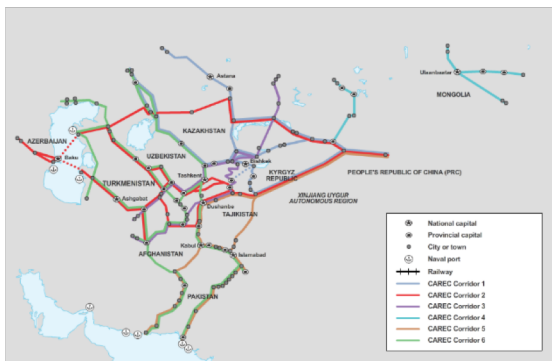 Astana
Ulaanbaatar
MONGOLIA
KAZAKHSTAN
AZERBAIJAN
Baku
UZBEKISTAN
Bishkek
Tashkent
KYRGYZ
REPUBLIC
PEOPLE'S REPUBLIC OF CHINA (PRC)
TURKMENISTAN
XINJIANG UYGUR
AUTONOMOUS REGION
Ashgabat
Dushanbe
TAJIKISTAN
Kabul
Islamabad
AFGHANISTAN
PAKISTAN
National capital
Provincial capital
City or town
Naval port
Railway
CAREC Corridor 1
CAREC Corridor 2
CAREC Corridor 3
CAREC Corridor 4
CAREC Corridor 5
CAREC Corridor 6